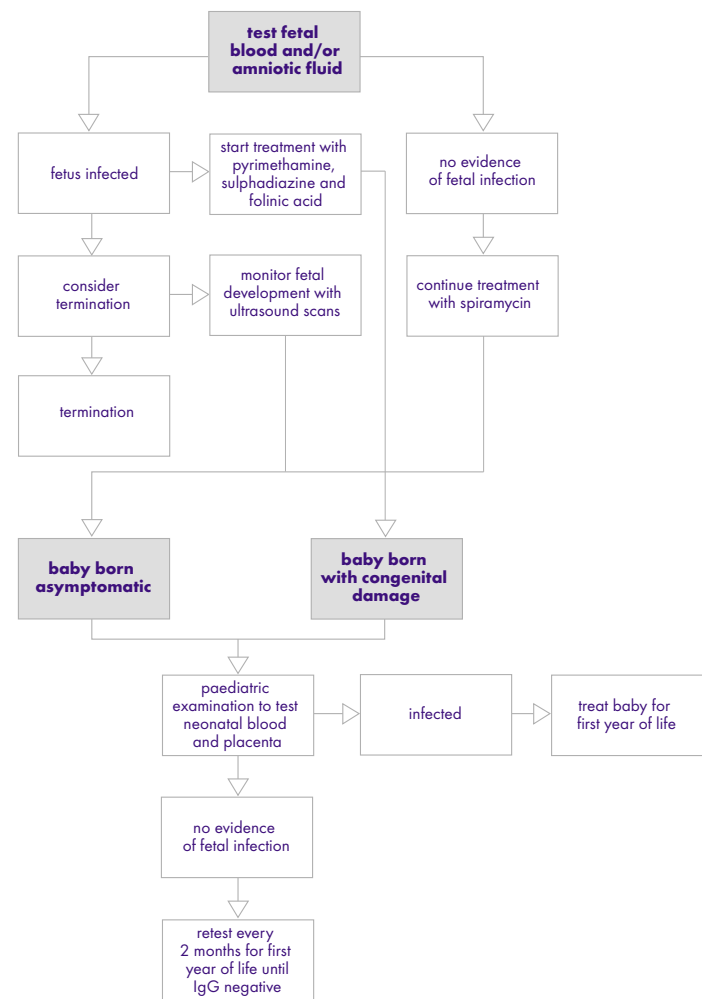 test fetal
blood and/or
amniotic fluid
fetus infected
start treatment with
pyrimethamine,
sulphadiazine and
folinic acid
no evidence
of fetal infection
consider
termination
monitor fetal
development with
ultrasound scans
continue treatment
with spiramycin
termination
baby born
asymptomatic
baby born
with congenital
damage
paediatric
examination to test
neonatal blood
and placenta
infected
treat baby for
first year of life
no evidence
of fetal infection
retest every
2 months for first
year of life until
IgG negative